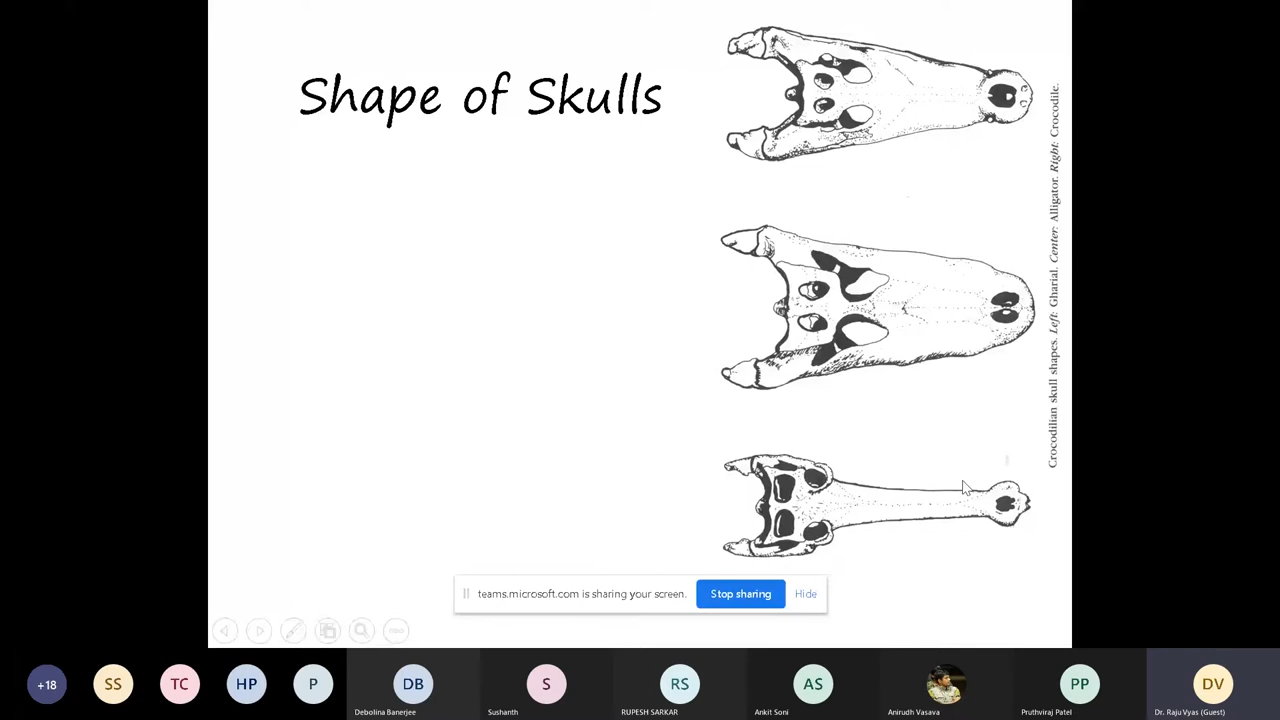 Shape of Skulls
Crocodilian skull shapes. Left: Gharial. Center: Alligator. Right: Crocodile.
teams.microsoft.com is sharing your screen.
Stop sharing
Hide
+18
SS
TC
HP
P
DB
S
RS
AS
PP
DV
Debolina Banerjee
Sushanth
RUPESH SARKAR
Ankit Soni
Anirudh Vasava
Pruthviraj Patel
Dr. Raju Vyas (Guest)